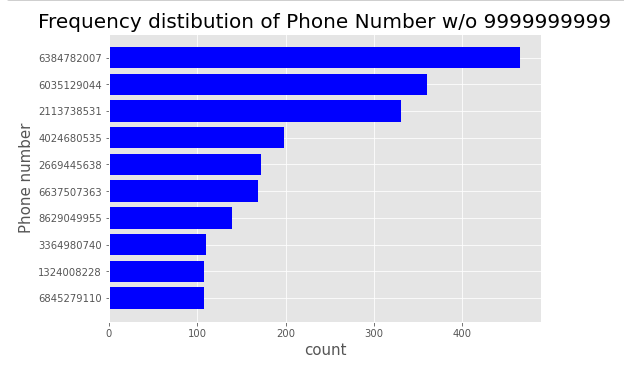 Frequency distibution of Phone Number w/o 9999999999
Phone number
6384782007
6035129044
2113738531
4024680535
2669445638
6637507363
8629049955
3364980740
1324008228
6845279110
0 100 200 300 400
count